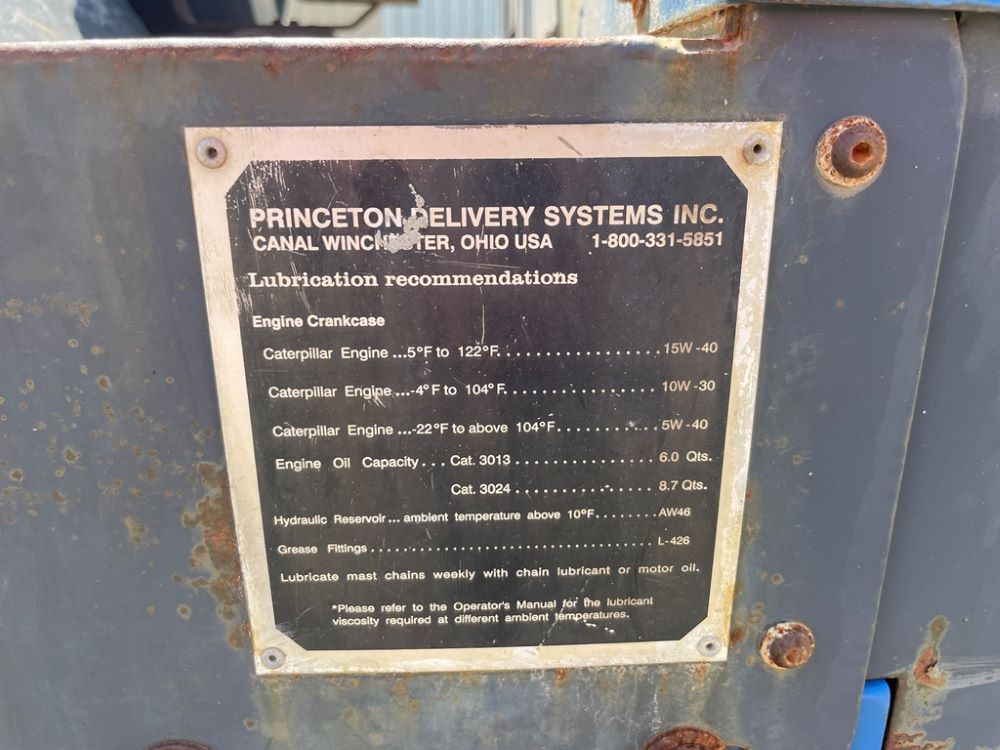 PRINCETON DELIVERY SYSTEMS INC.
CANAL WINCHESTER, OHIO USA 1-800-331-5851
Lubrication recommendations
Engine Crankcase
Caterpillar Engine ...5°F to 122°F.................15W-40
Caterpillar Engine ...-4°F to 104°F................10W-30
Caterpillar Engine ...-22°F to above 104°F...........5W-40
Engine Oil Capacity... Cat. 3013...............6.0 Qts.
Cat. 3024...............8.7 Qts.
Hydraulic Reservoir... ambient temperature above 10°F........AW46
Grease Fittings..............................L-426
Lubricate mast chains weekly with chain lubricant or motor oil.
*Please refer to the Operator's Manual for the lubricant
viscosity required at different ambient temperatures.